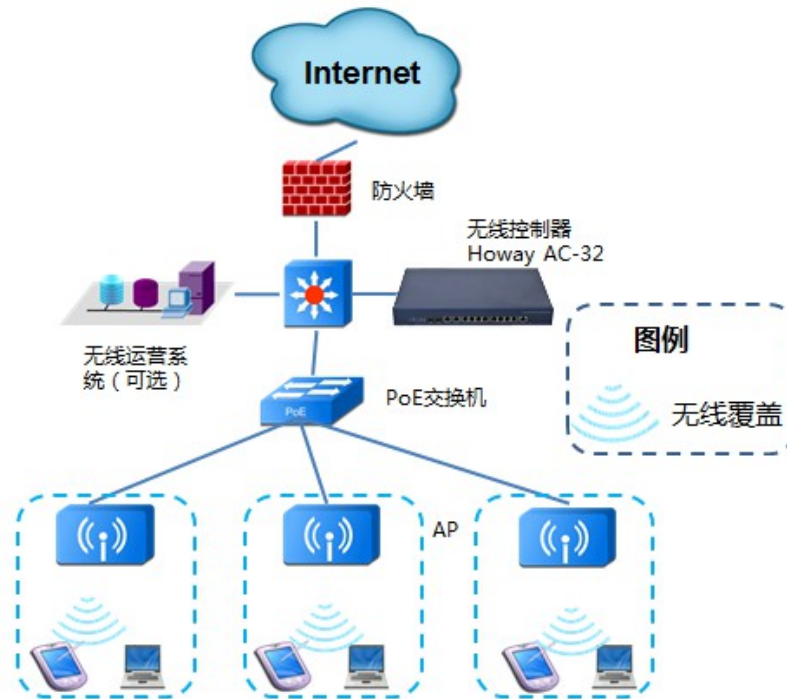 Internet
防火墙
无线控制器
Howay AC-32
无线运营系
统（可选）
图例
PoE
PoE交换机
无线覆盖
AP